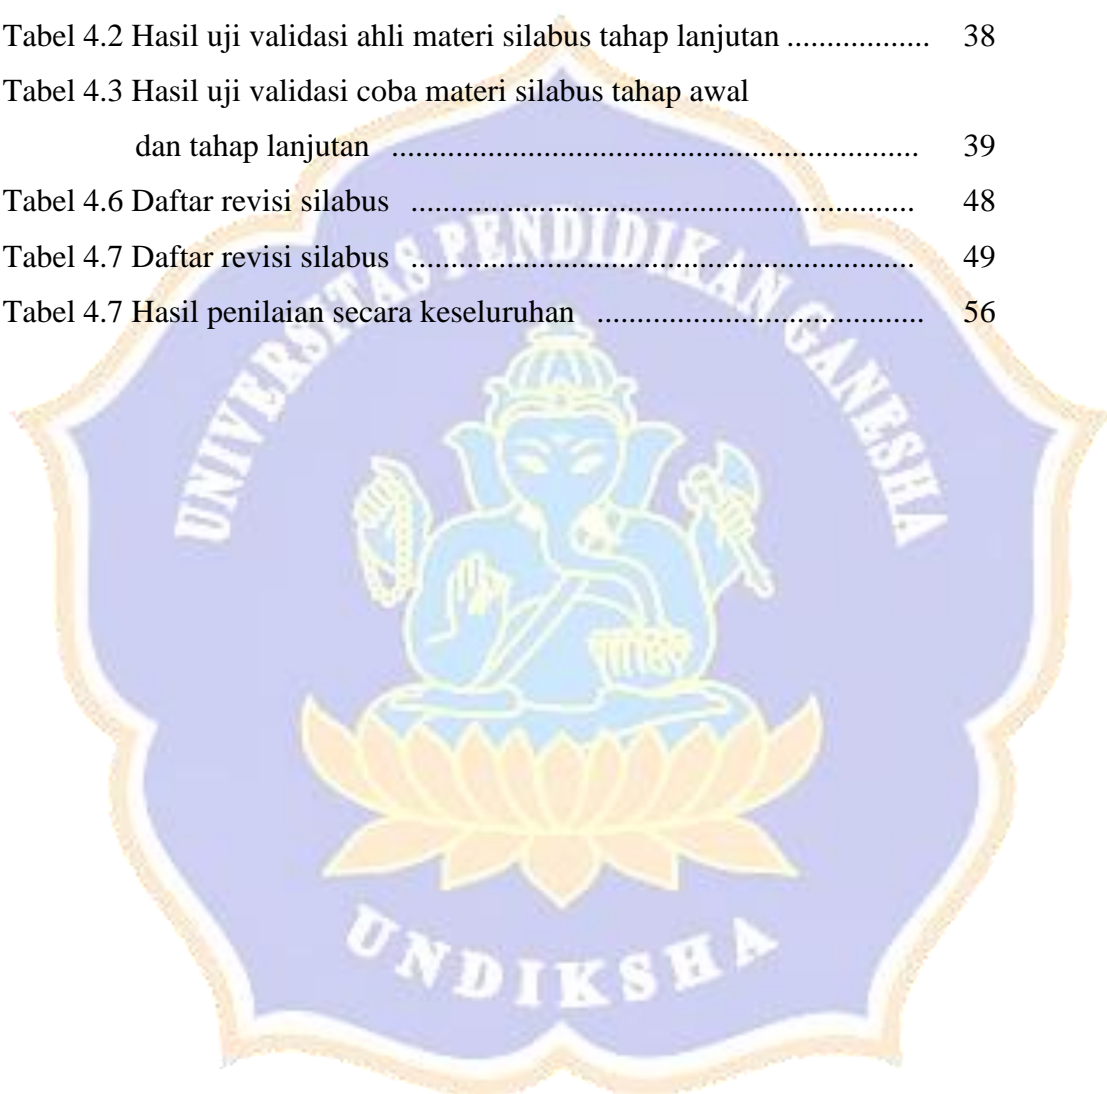 Tabel 4.2 Hasil uji validasi ahli materi silabus tahap lanjutan .................. 38
Tabel 4.3 Hasil uji validasi coba materi silabus tahap awal
dan tahap lanjutan .................................................................. 39
Tabel 4.6 Daftar revisi silabus ............................................................... 48
Tabel 4.7 Daftar revisi silabus ............................................................... 49
Tabel 4.7 Hasil penilaian secara keseluruhan ......................................... 56
UNIVERSITAS PENDIDIKAN GANESHA
UNDIKSHA